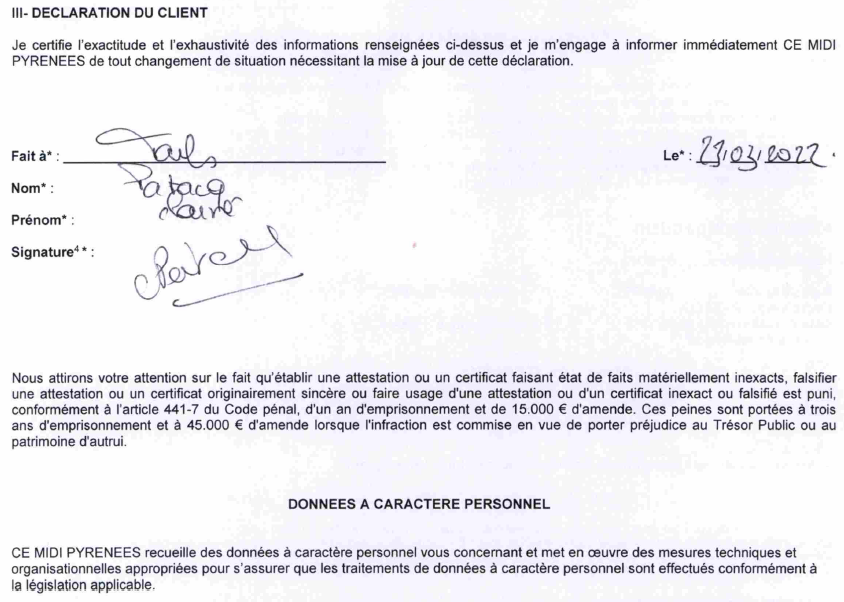 III- DECLARATION DU CLIENT
Je certifie l'exactitude et l'exhaustivité des informations renseignées ci-dessus et je m'engage à informer immédiatement CE MIDI
PYRENEES de tout changement de situation nécessitant la mise à jour de cette déclaration.
Fait à* :
Le* : 29/03/2022
Nom* :
Prénom* :
Signature⁴ * :
Nous attirons votre attention sur le fait qu'établir une attestation ou un certificat faisant état de faits matériellement inexacts, falsifier
une attestation ou un certificat originairement sincère ou faire usage d'une attestation ou d'un certificat inexact ou falsifié est puni,
conformément à l'article 441-7 du Code pénal, d'un an d'emprisonnement et de 15.000 € d'amende. Ces peines sont portées à trois
ans d'emprisonnement et à 45.000 € d'amende lorsque l'infraction est commise en vue de porter préjudice au Trésor Public ou au
patrimoine d'autrui.
DONNEES A CARACTERE PERSONNEL
CE MIDI PYRENEES recueille des données à caractère personnel vous concernant et met en œuvre des mesures techniques et
organisationnelles appropriées pour s'assurer que les traitements de données à caractère personnel sont effectués conformément à
la législation applicable.